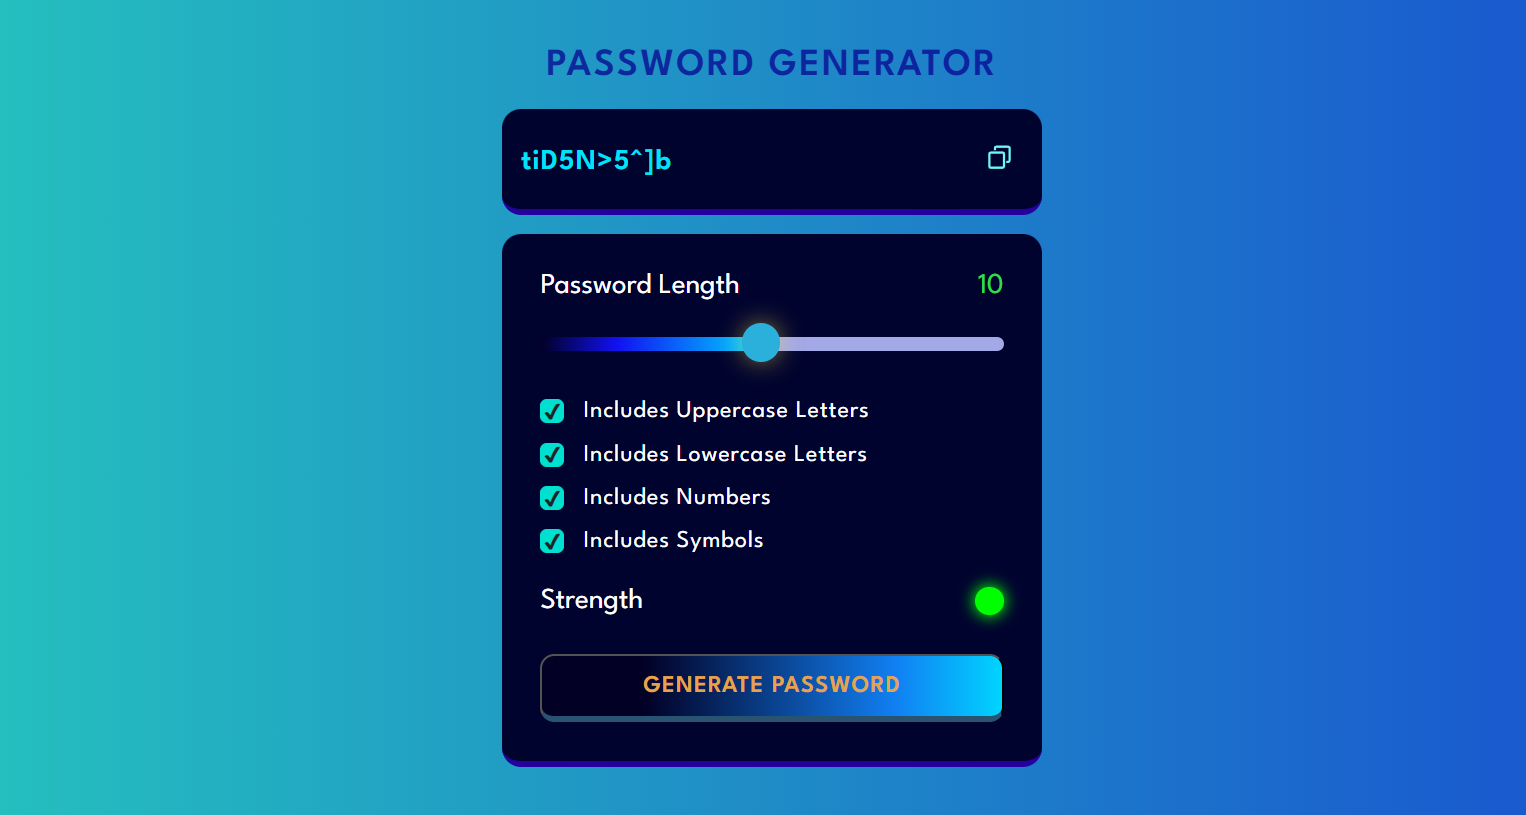 PASSWORD GENERATOR
tiD5N>5^]b
Password Length 10
Includes Uppercase Letters
Includes Lowercase Letters
Includes Numbers
Includes Symbols
Strength
GENERATE PASSWORD